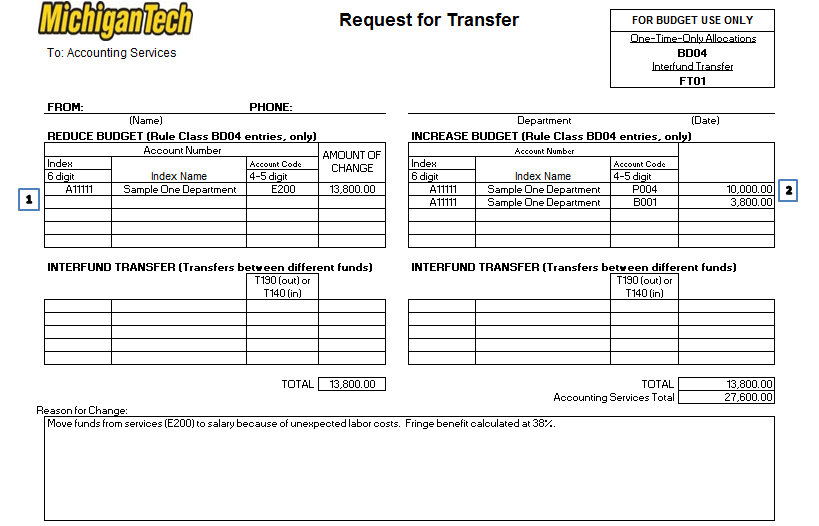 MichiganTech
Request for Transfer
FOR BUDGET USE ONLY
One-Time-Only Allocations
BD04
Interfund Transfer
FT01
To: Accounting Services
FROM: PHONE:
(Name) Department (Date)
REDUCE BUDGET (Rule Class BD04 entries, only)
Account Number
AMOUNT OF
CHANGE
Index Account Code
6 digit Index Name 4-5 digit
1 A11111 Sample One Department E200 13,800.00
INCREASE BUDGET (Rule Class BD04 entries, only)
Account Number
Index Account Code
6 digit Index Name 4-5 digit
A11111 Sample One Department P004 10,000.00 2
A11111 Sample One Department B001 3,800.00
INTERFUND TRANSFER (Transfers between different funds)
T190 (out) or
T140 (in)
TOTAL 13,800.00
INTERFUND TRANSFER (Transfers between different funds)
T190 (out) or
T140 (in)
TOTAL 13,800.00
Accounting Services Total 27,600.00
Reason for Change:
Move funds from services (E200) to salary because of unexpected labor costs. Fringe benefit calculated at 38%.